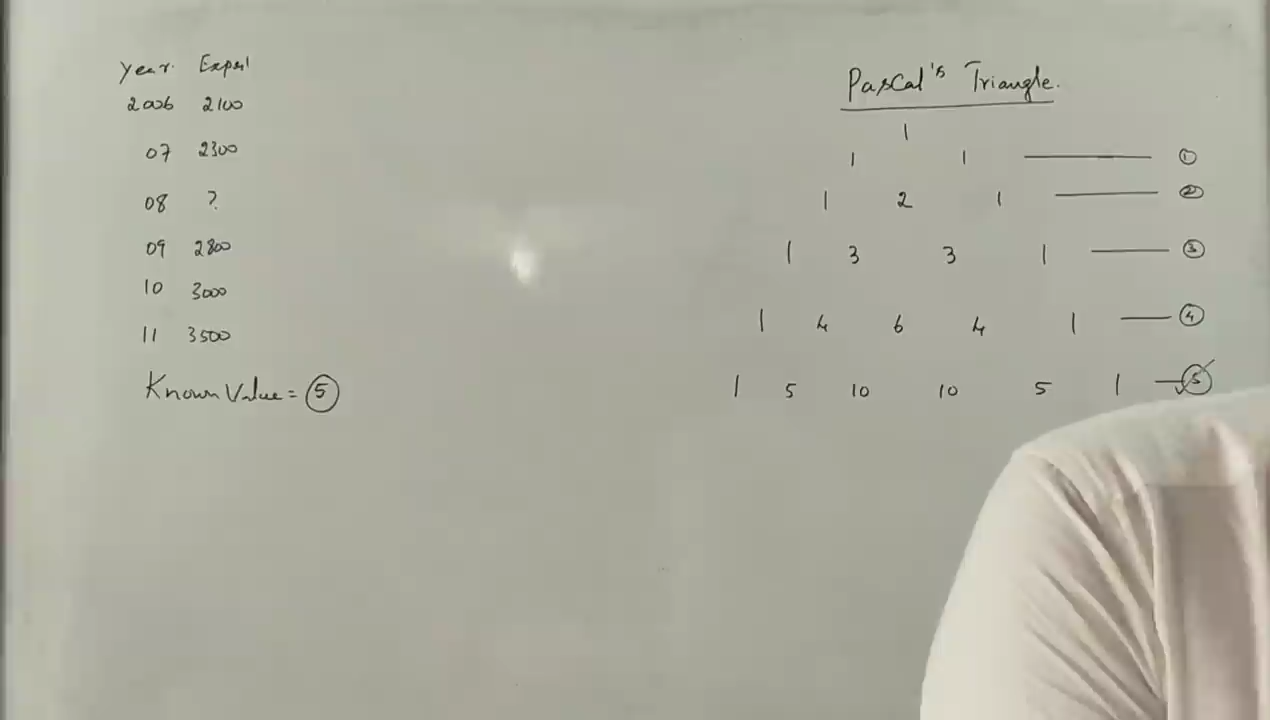 Year. Expen
2006 2100
07 2300
08 ?
09 2800
10 3000
11 3500
Known Value = 5
Pascal's Triangle.
1
1 1 ——— 1
1 2 1 ——— 2
1 3 3 1 ——— 3
1 4 6 4 1 ——— 4
1 5 10 10 5 1 — 5